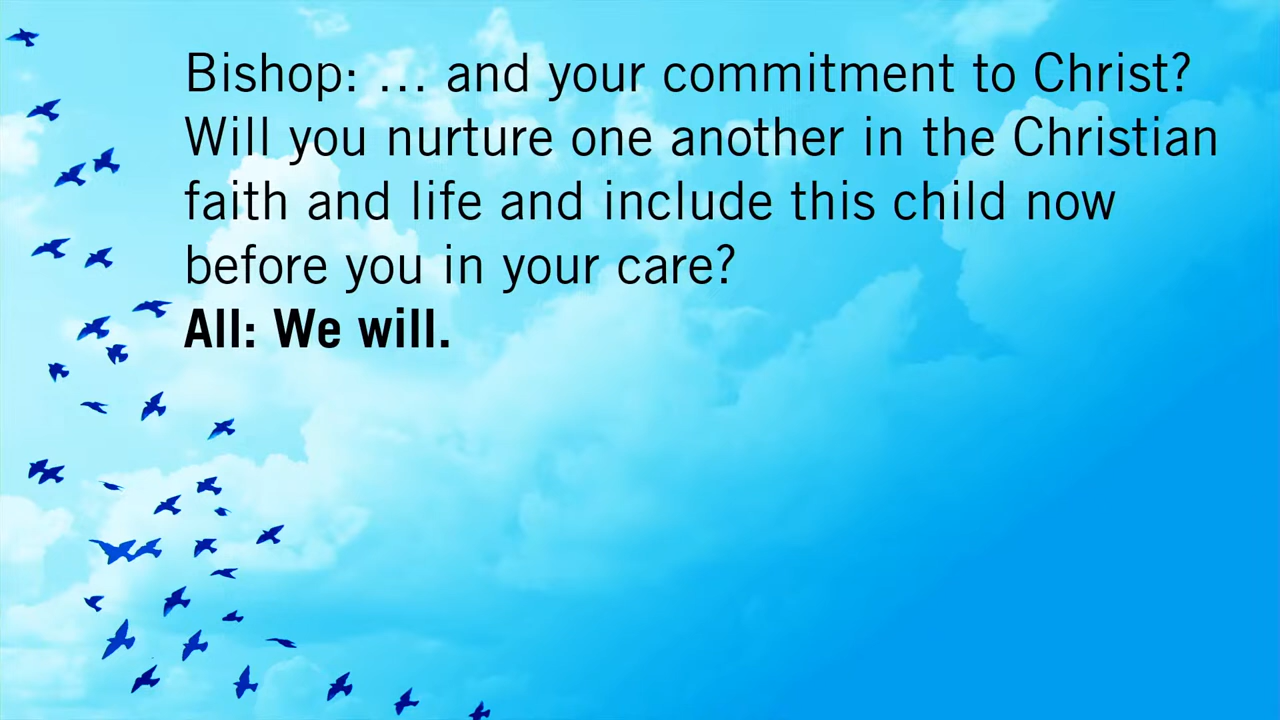 Bishop: … and your commitment to Christ?
Will you nurture one another in the Christian
faith and life and include this child now
before you in your care?
All: We will.